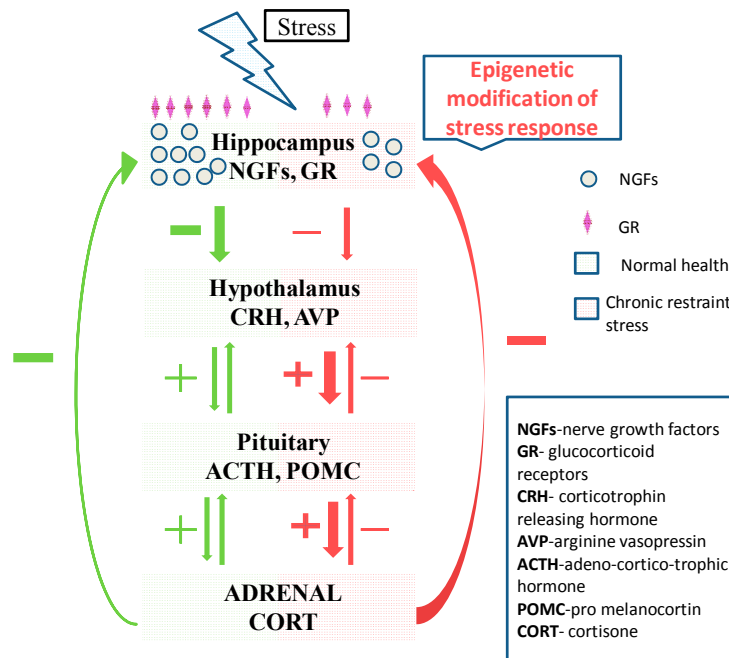 Stress
Epigenetic
modification of
stress response
Hippocampus
NGFs, GR
NGFs
GR
Normal health
Chronic restraint
stress
Hypothalamus
CRH, AVP
+
+
Pituitary
ACTH, POMC
+
+
ADRENAL
CORT
NGFs-nerve growth factors
GR- glucocorticoid
receptors
CRH- corticotrophin
releasing hormone
AVP-arginine vasopressin
ACTH-adeno-cortico-trophic
hormone
POMC-pro melanocortin
CORT- cortisone